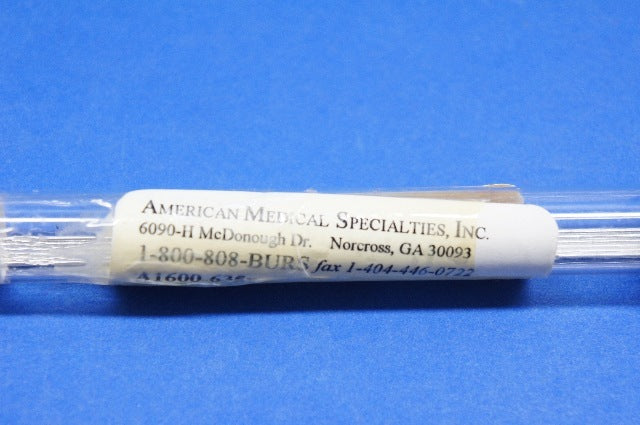 AMERICAN MEDICAL SPECIALTIES, INC.
6090-H McDonough Dr. Norcross, GA 30093
1-800-808-BURS fax 1-404-446-0722
A1600